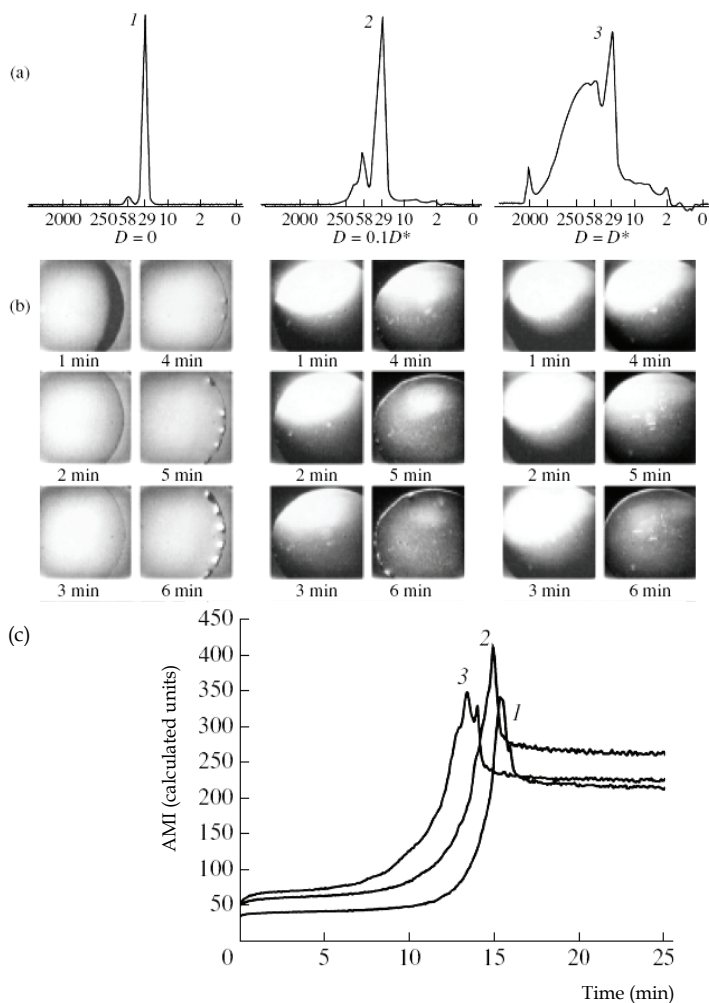 (a)
1
2
3
2000 250 58 29 10 2 0
2000 250 58 29 10 2 0
2000 250 58 29 10 2 0
D = 0
D = 0.1D*
D = D*
(b)
1 min 4 min 1 min 4 min 1 min 4 min
2 min 5 min 2 min 5 min 2 min 5 min
3 min 6 min 3 min 6 min 3 min 6 min
(c)
AMI (calculated units)
450
400
350
300
250
200
150
100
50
0 5 10 15 20 25
2
3
1
Time (min)